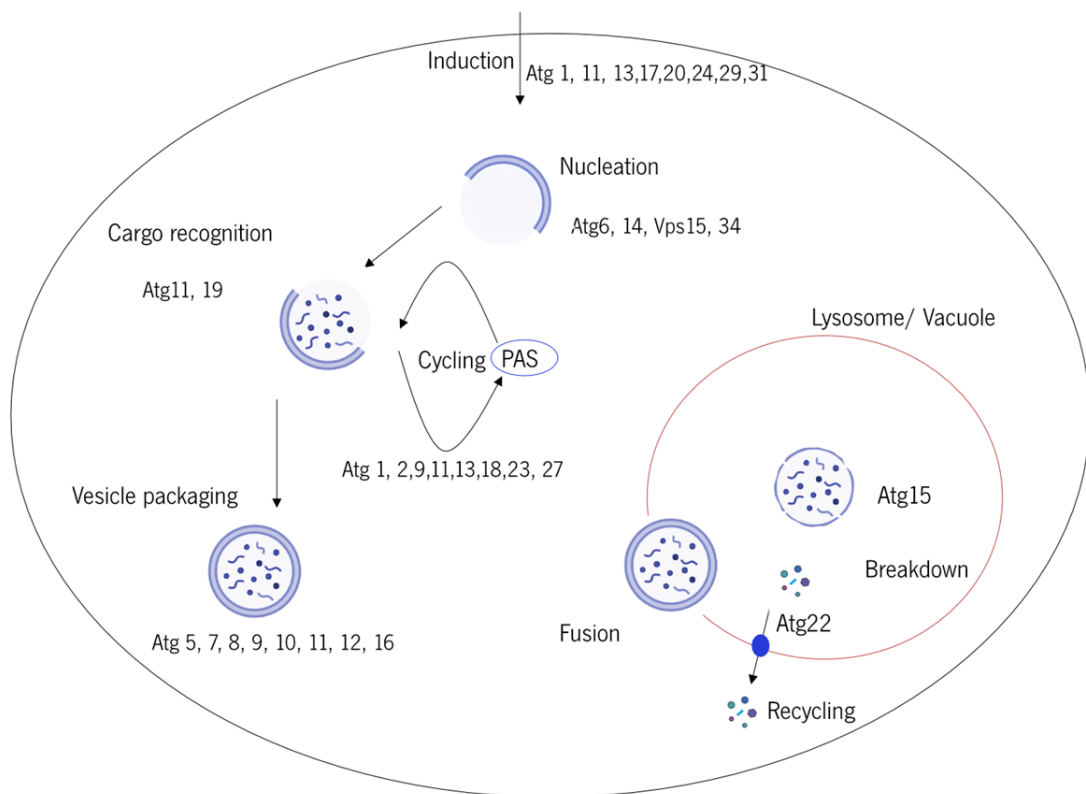 Induction
Atg 1, 11, 13,17,20,24,29,31
Nucleation
Atg6, 14, Vps15, 34
Cargo recognition
Atg11, 19
Cycling
PAS
Atg 1, 2,9,11,13,18,23, 27
Vesicle packaging
Atg 5, 7, 8, 9, 10, 11, 12, 16
Lysosome/ Vacuole
Atg15
Breakdown
Fusion
Atg22
Recycling